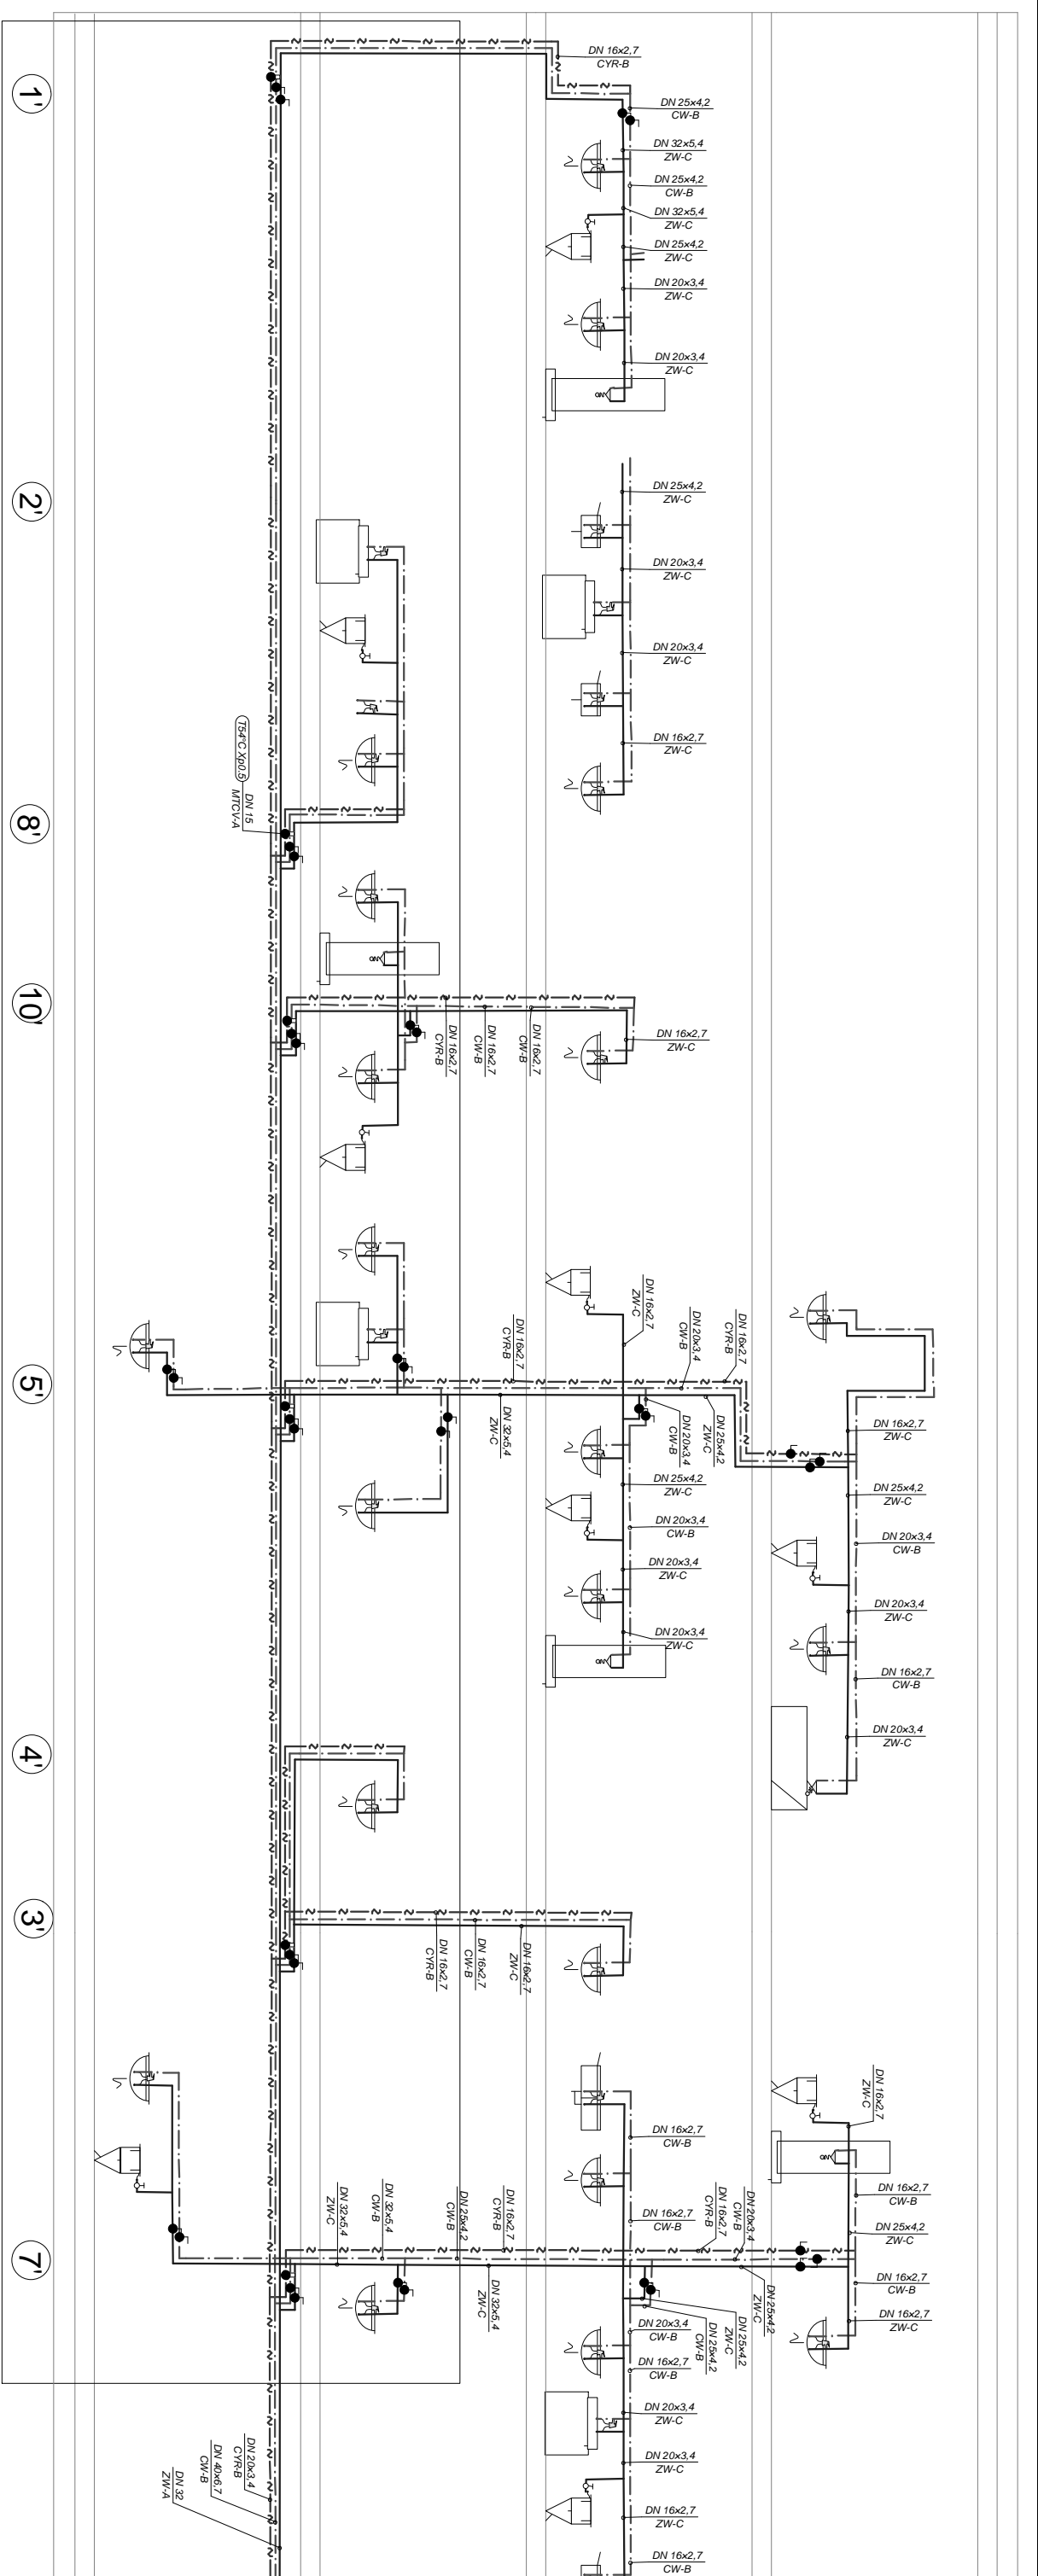 DN 16x2,7
CYR-B
DN 25x4,2
CW-B
DN 32x5,4
ZW-C
DN 25x4,2
CW-B
DN 32x5,4
ZW-C
DN 25x4,2
ZW-C
DN 20x3,4
ZW-C
DN 20x3,4
ZW-C
1'
DN 25x4,2
ZW-C
DN 20x3,4
ZW-C
DN 20x3,4
ZW-C
DN 16x2,7
ZW-C
2'
T54°C Xp0.5
DN 15
MTCV-A
8'
DN 16x2,7
CYR-B
DN 16x2,7
CW-B
DN 16x2,7
CW-B
DN 16x2,7
ZW-C
10'
DN 16x2,7
ZW-C
DN 20x3,4
CW-B
DN 16x2,7
CYR-B
DN 16x2,7
CYR-B
DN 32x5,4
ZW-C
DN 20x3,4
CW-B
DN 25x4,2
ZW-C
5'
DN 16x2,7
ZW-C
DN 25x4,2
ZW-C
DN 20x3,4
CW-B
DN 20x3,4
ZW-C
DN 16x2,7
CW-B
DN 20x3,4
ZW-C
DN 25x4,2
ZW-C
DN 20x3,4
CW-B
DN 20x3,4
ZW-C
DN 20x3,4
ZW-C
4'
DN 16x2,7
CYR-B
DN 16x2,7
CW-B
DN 16x2,7
ZW-C
3'
DN 16x2,7
ZW-C
DN 16x2,7
CW-B
DN 16x2,7
CW-B
DN 25x4,2
ZW-C
DN 16x2,7
CW-B
DN 16x2,7
ZW-C
DN 16x2,7
CW-B
DN 32x5,4
ZW-C
DN 32x5,4
CW-B
DN 25x4,2
CW-B
DN 16x2,7
CYR-B
DN 16x2,7
CYR-B
DN 20x3,4
CW-B
DN 32x5,4
ZW-C
DN 25x4,2
CW-B
DN 25x4,2
ZW-C
DN 25x4,2
ZW-C
7'
DN 20x3,4
CW-B
DN 16x2,7
CW-B
DN 20x3,4
ZW-C
DN 20x3,4
ZW-C
DN 16x2,7
ZW-C
DN 16x2,7
CW-B
DN 20x3,4
CYR-B
DN 40x6,7
CW-B
DN 32
ZW-A